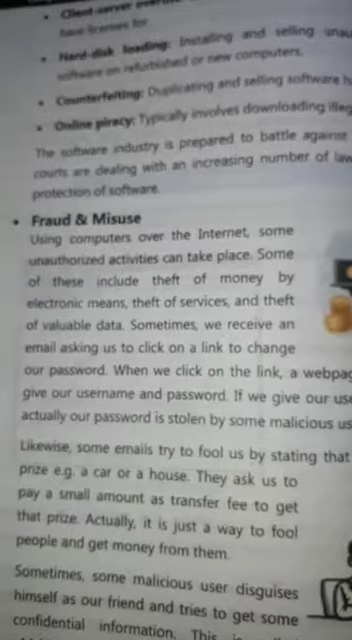 • Client-server
have licenses for
• Hard-disk loading: Installing and selling unau
software on refurbished or new computers.
• Counterfeiting: Duplicating and selling software
• Online piracy: Typically involves downloading illeg
The software industry is prepared to battle against
courts are dealing with an increasing number of law
protection of software.
• Fraud & Misuse
Using computers over the Internet, some
unauthorized activities can take place. Some
of these include theft of money by
electronic means, theft of services, and theft
of valuable data. Sometimes, we receive an
email asking us to click on a link to change
our password. When we click on the link, a webpag
give our username and password. If we give our use
actually our password is stolen by some malicious us
Likewise, some emails try to fool us by stating that
prize e.g. a car or a house. They ask us to
pay a small amount as transfer fee to get
that prize. Actually, it is just a way to fool
people and get money from them.
Sometimes, some malicious user disguises
himself as our friend and tries to get some
confidential information. This